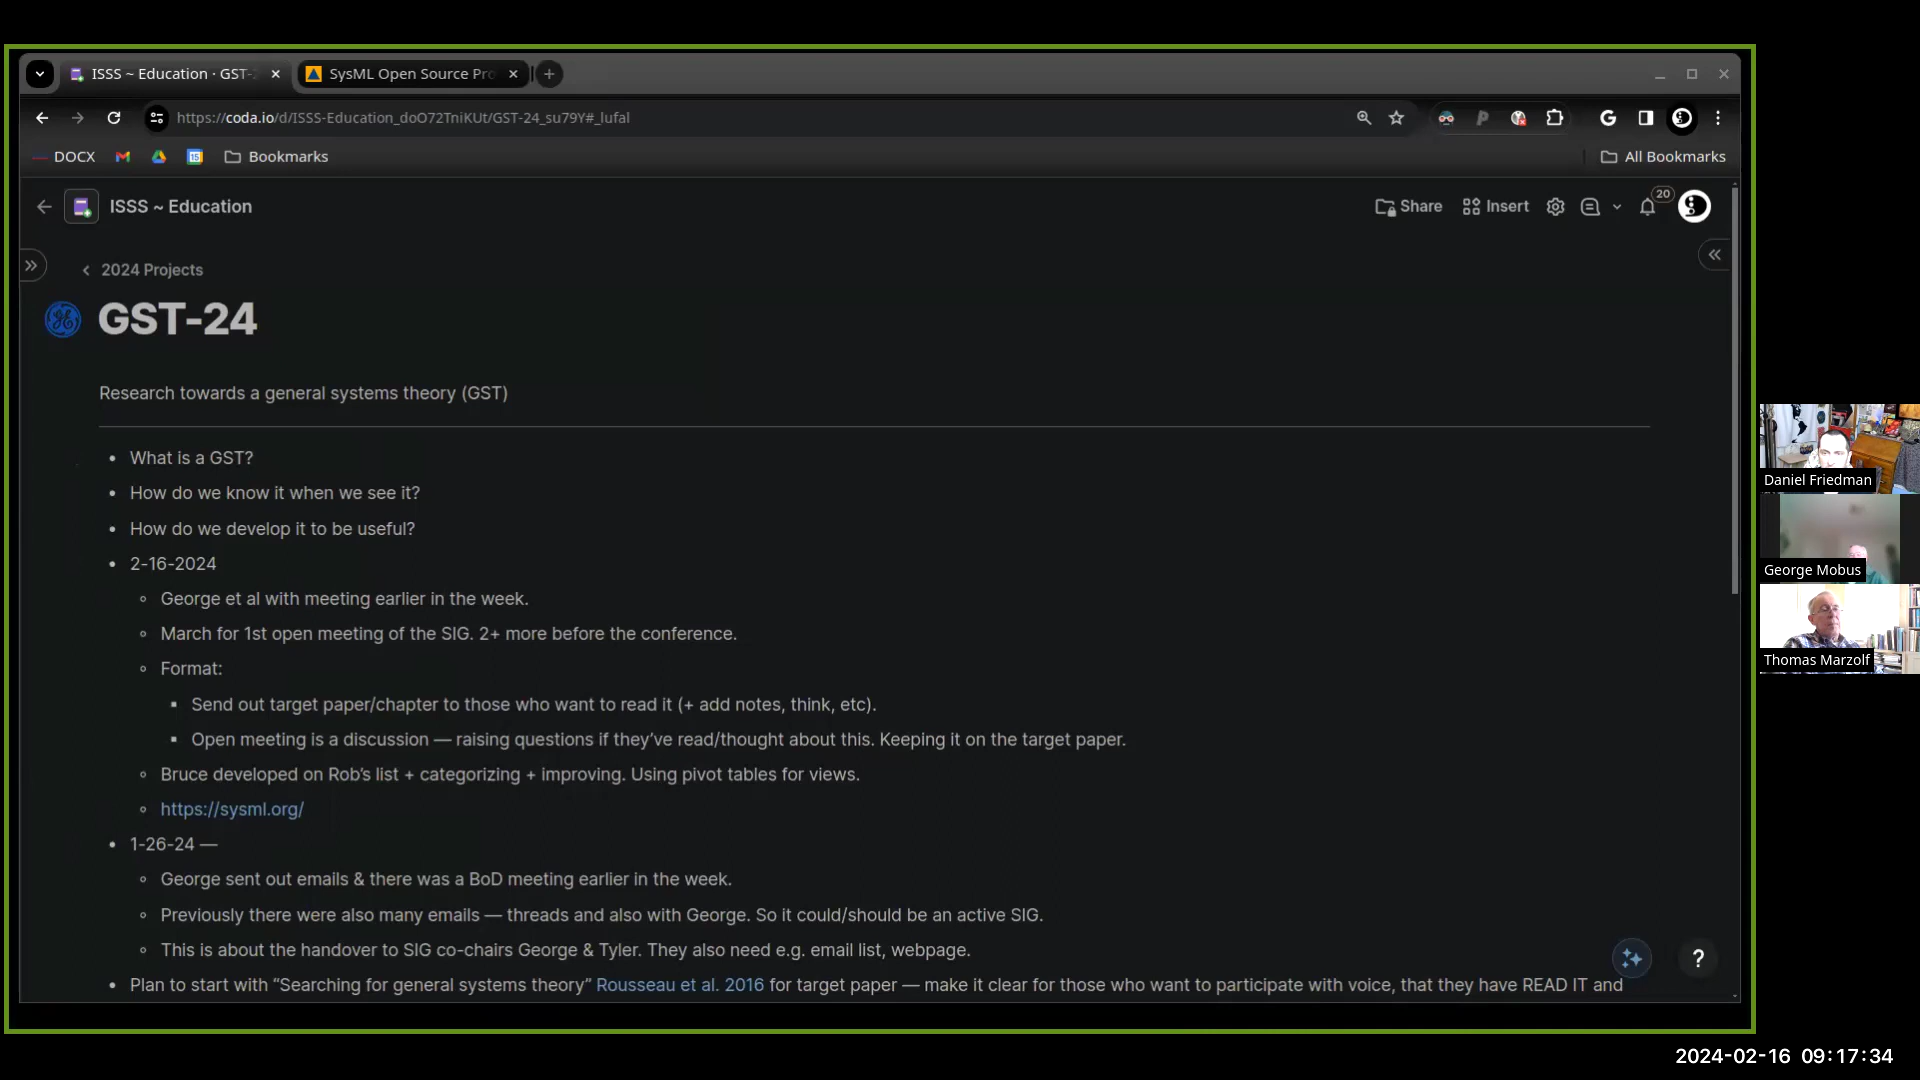 ISSS ~ Education · GST-2
SysML Open Source Pro
https://coda.io/d/ISSS-Education_doO72TniKUt/GST-24_su79Y#_lufal
DOCX
Bookmarks
All Bookmarks
ISSS ~ Education
Share
Insert
20
2024 Projects
GST-24
Research towards a general systems theory (GST)
• What is a GST?
• How do we know it when we see it?
• How do we develop it to be useful?
• 2-16-2024
◦ George et al with meeting earlier in the week.
◦ March for 1st open meeting of the SIG. 2+ more before the conference.
◦ Format:
▪ Send out target paper/chapter to those who want to read it (+ add notes, think, etc).
▪ Open meeting is a discussion — raising questions if they’ve read/thought about this. Keeping it on the target paper.
◦ Bruce developed on Rob’s list + categorizing + improving. Using pivot tables for views.
◦ https://sysml.org/
• 1-26-24 —
◦ George sent out emails & there was a BoD meeting earlier in the week.
◦ Previously there were also many emails — threads and also with George. So it could/should be an active SIG.
◦ This is about the handover to SIG co-chairs George & Tyler. They also need e.g. email list, webpage.
• Plan to start with “Searching for general systems theory” Rousseau et al. 2016 for target paper — make it clear for those who want to participate with voice, that they have READ IT and
?
Daniel Friedman
George Mobus
Thomas Marzolf
2024-02-16 09:17:34